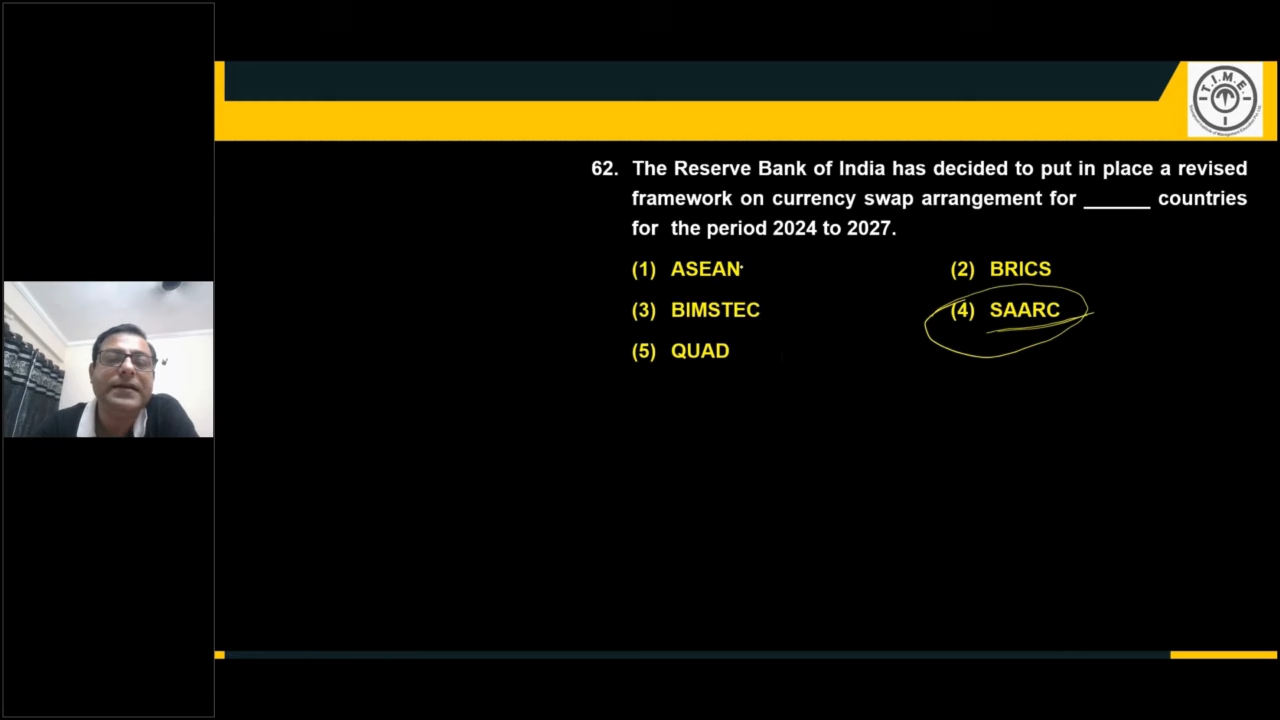 T.I.M.E.
62. The Reserve Bank of India has decided to put in place a revised
framework on currency swap arrangement for ______ countries
for the period 2024 to 2027.
(1) ASEAN (2) BRICS
(3) BIMSTEC (4) SAARC
(5) QUAD